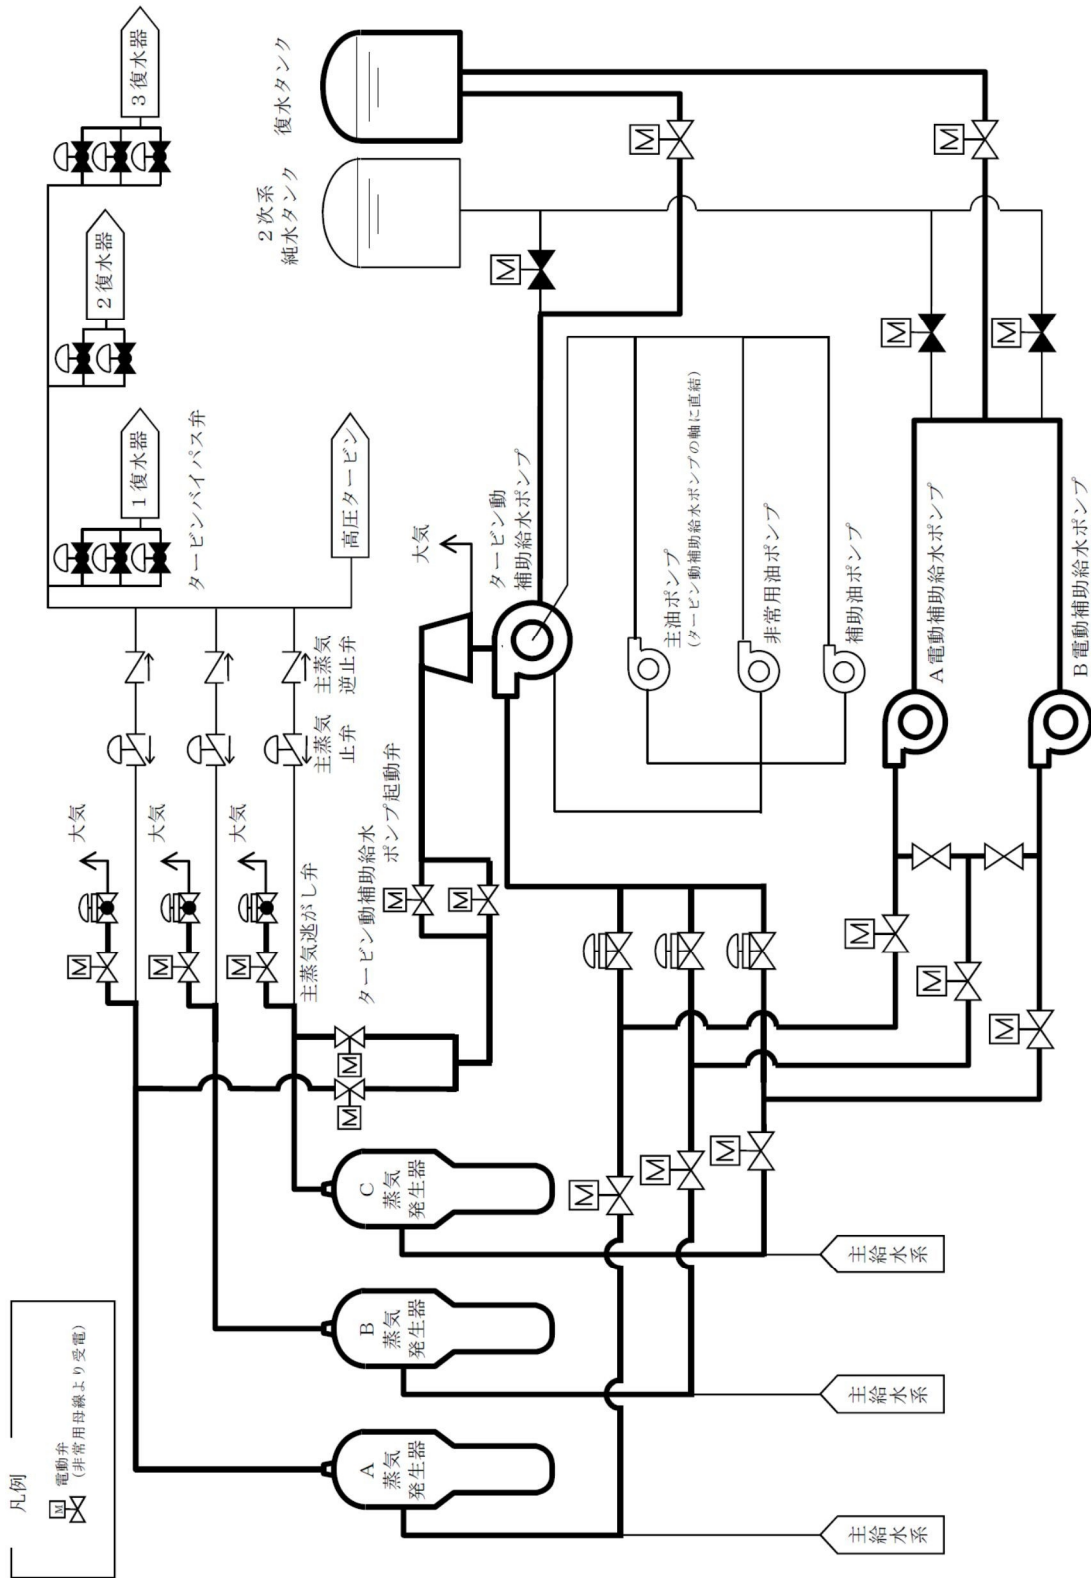 凡例
M
電動弁
(非常用母線より受電)
A
蒸気
発生器
B
蒸気
発生器
C
蒸気
発生器
主給水系
主給水系
主給水系
M
大気
M
大気
M
大気
主蒸気逃がし弁
主蒸気
止弁
主蒸気
逆止弁
タービンバイパス弁
1復水器
2復水器
3復水器
高圧タービン
M
M
タービン動補助給水
ポンプ起動弁
M
M
大気
タービン動
補助給水ポンプ
2次系
純水タンク
復水タンク
M
M
M
M
M
主油ポンプ
(タービン動補助給水ポンプの軸に直結)
非常用油ポンプ
補助油ポンプ
A電動補助給水ポンプ
B電動補助給水ポンプ
M
M
M
M
M
M